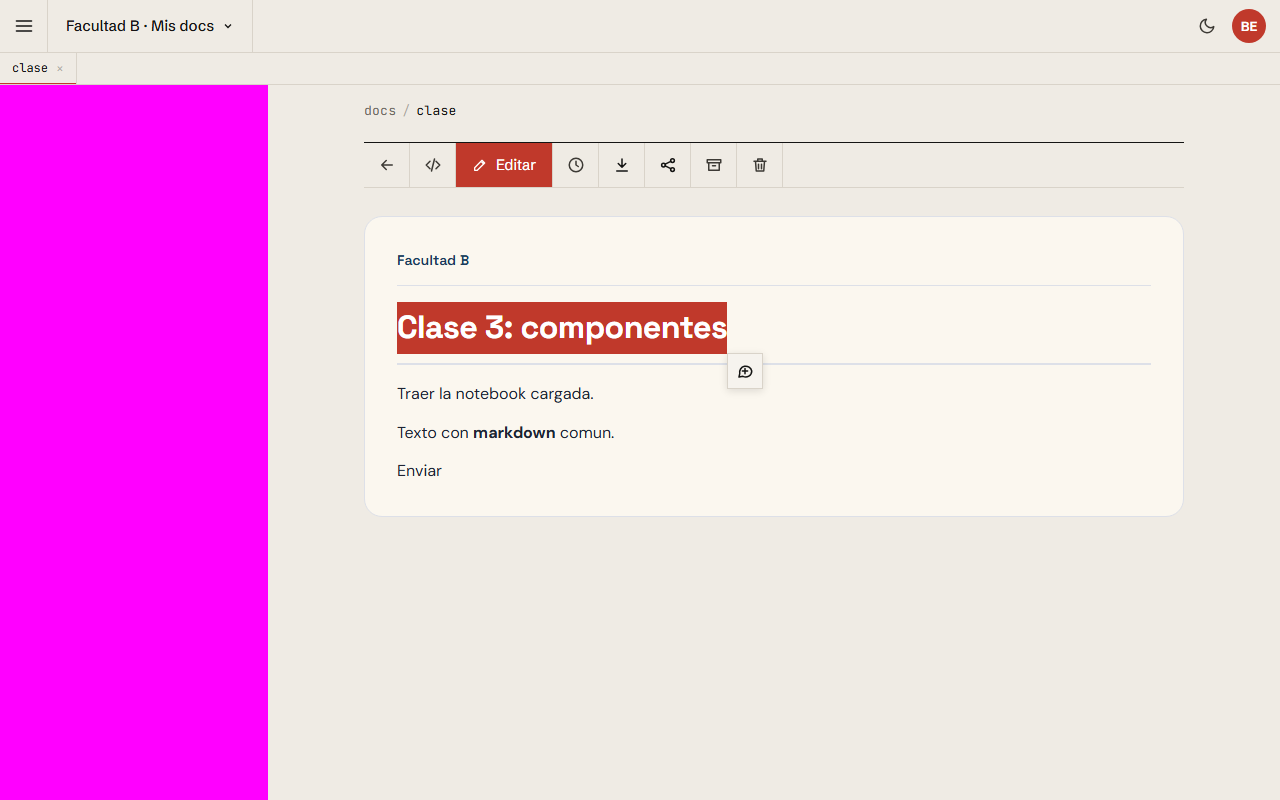 Facultad B · Mis docs
BE
clase ×
docs / clase
Editar
Facultad B
Clase 3: componentes
Traer la notebook cargada.
Texto con markdown comun.
Enviar